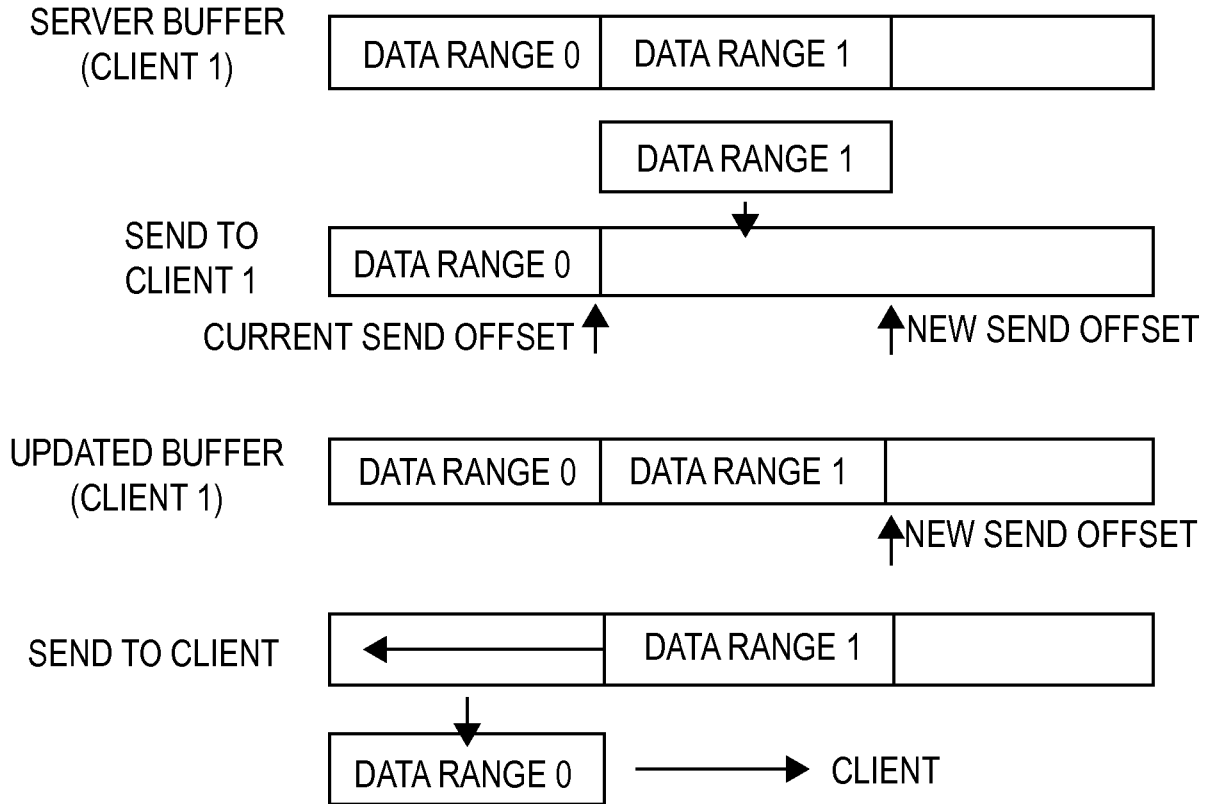 SERVER BUFFER
(CLIENT 1)
DATA RANGE 0
DATA RANGE 1
DATA RANGE 1
SEND TO
CLIENT 1
DATA RANGE 0
CURRENT SEND OFFSET
NEW SEND OFFSET
UPDATED BUFFER
(CLIENT 1)
DATA RANGE 0
DATA RANGE 1
NEW SEND OFFSET
SEND TO CLIENT
DATA RANGE 1
DATA RANGE 0
CLIENT